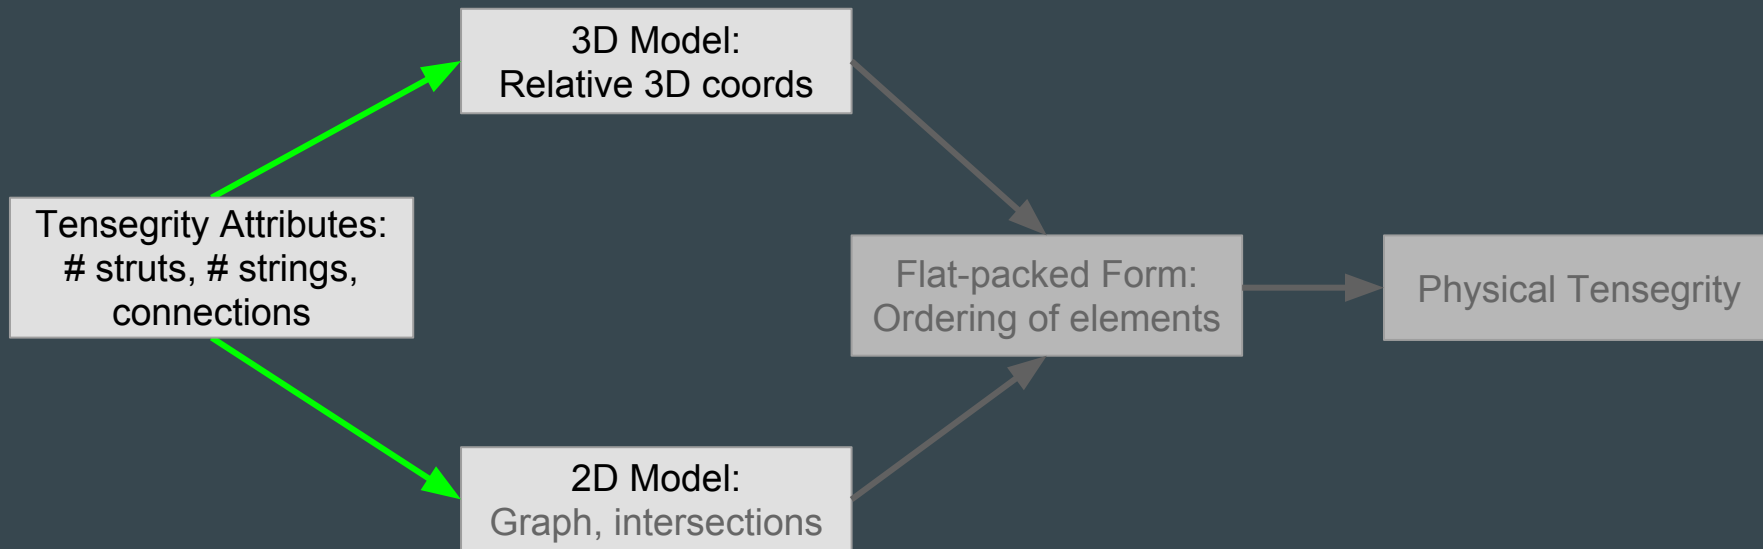 3D Model:
Relative 3D coords
Tensegrity Attributes:
# struts, # strings,
connections
Flat-packed Form:
Ordering of elements
Physical Tensegrity
2D Model:
Graph, intersections